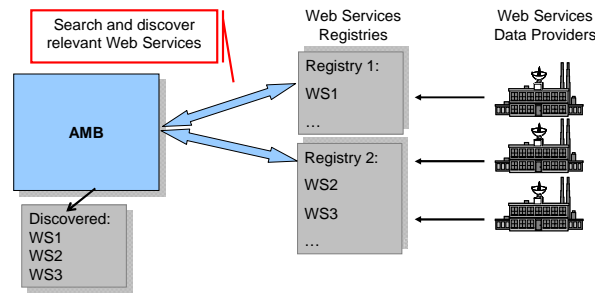 Search and discover
relevant Web Services
Web Services
Registries
Web Services
Data Providers
AMB
Registry 1:
WS1
…
Registry 2:
WS2
WS3
…
Discovered:
WS1
WS2
WS3